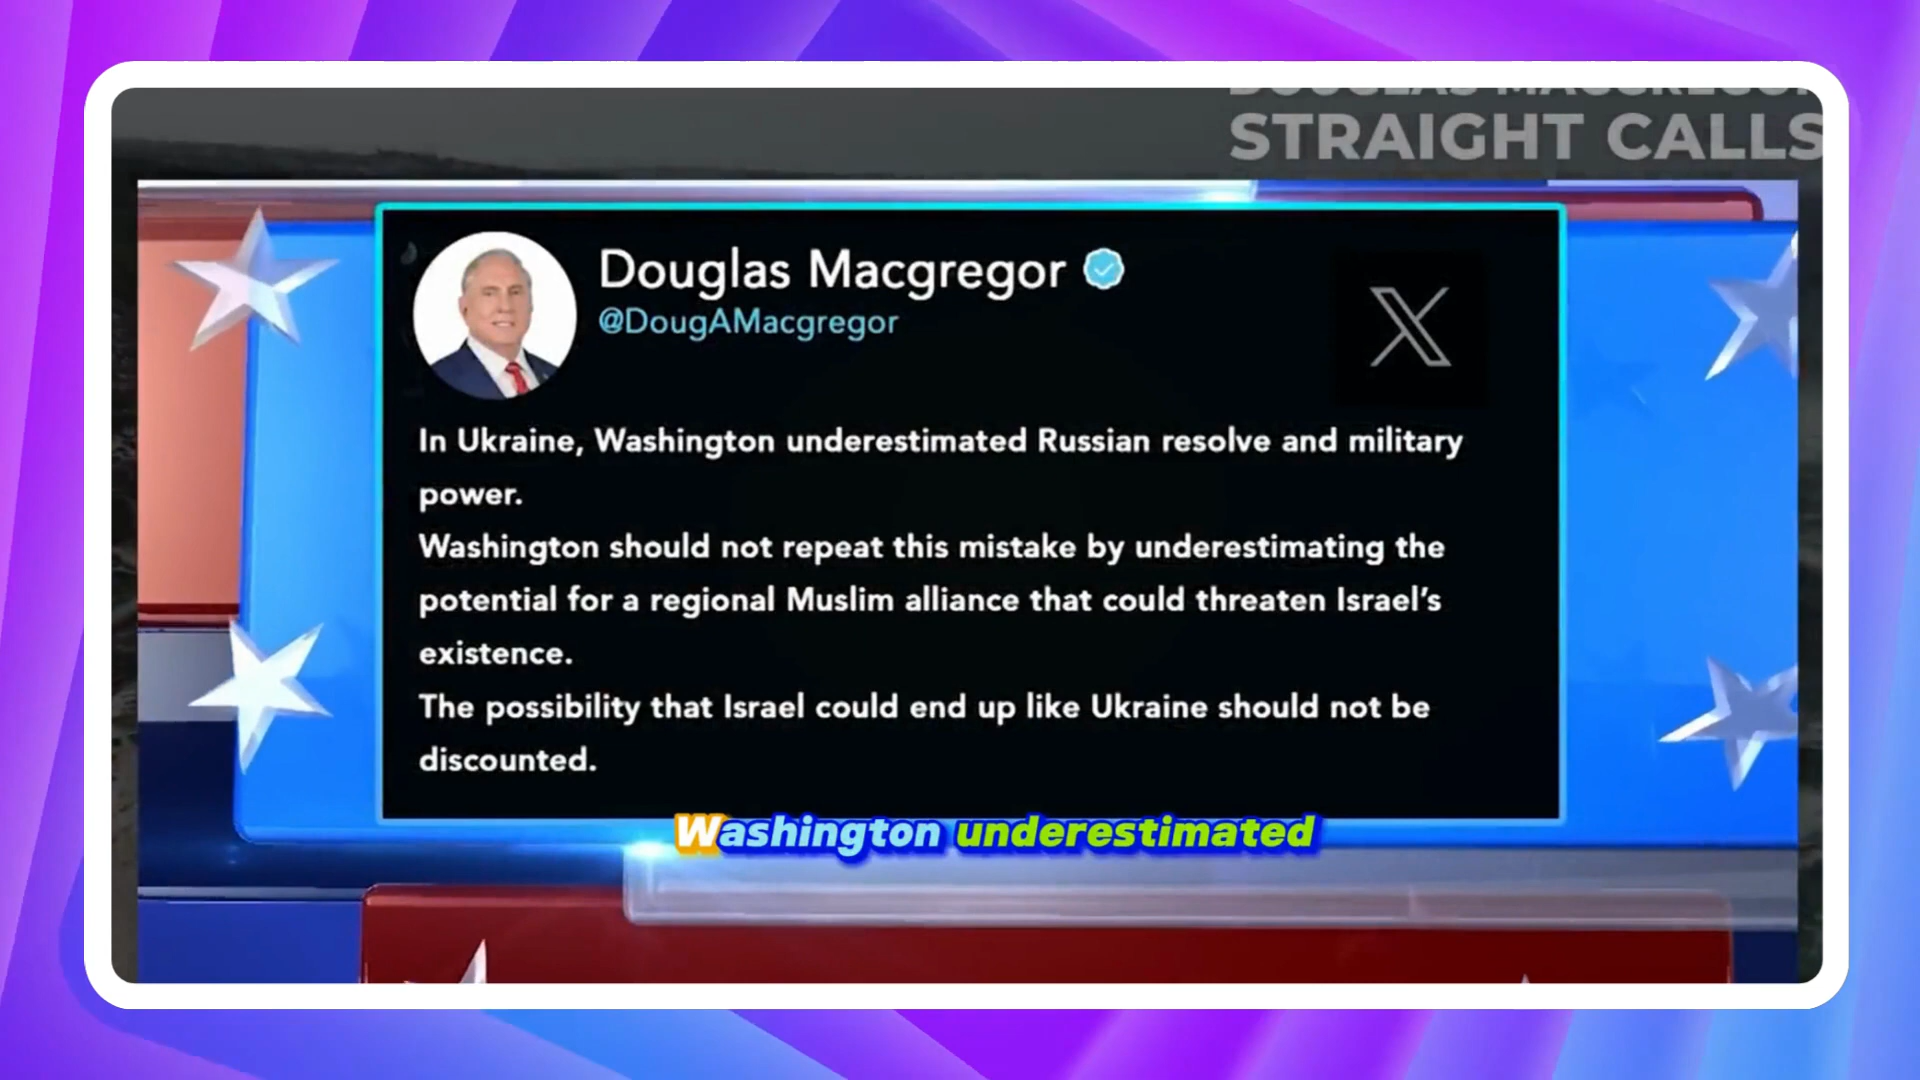 DOUGLAS MACGREGOR
STRAIGHT CALLS
Douglas Macgregor
@DougAMacgregor
In Ukraine, Washington underestimated Russian resolve and military
power.
Washington should not repeat this mistake by underestimating the
potential for a regional Muslim alliance that could threaten Israel's
existence.
The possibility that Israel could end up like Ukraine should not be
discounted.
Washington underestimated